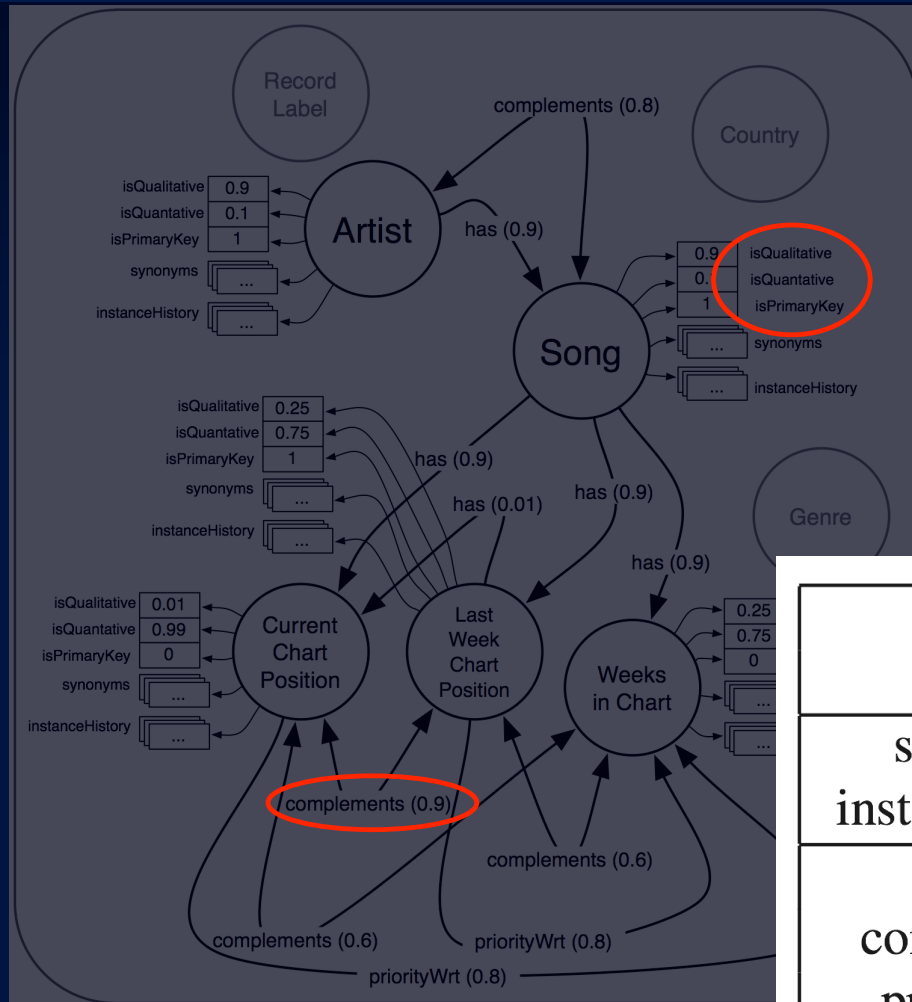 Record
Label
complements (0.8)
Country
isQualitative 0.9
isQuantative 0.1
isPrimaryKey 1
synonyms ...
instanceHistory ...
Artist
has (0.9)
0.9 isQualitative
0. isQuantative
1 isPrimaryKey
... synonyms
... instanceHistory
Song
isQualitative 0.25
isQuantative 0.75
isPrimaryKey 1
synonyms ...
instanceHistory ...
has (0.9)
has (0.01)
has (0.9)
has (0.9)
Genre
isQualitative 0.01
isQuantative 0.99
isPrimaryKey 0
synonyms ...
instanceHistory ...
Current
Chart
Position
Last
Week
Chart
Position
Weeks
in Chart
0.25
0.75
0
...
...
complements (0.9)
complements (0.6)
complements (0.6)
priorityWrt (0.8)
priorityWrt (0.8)
s
inst